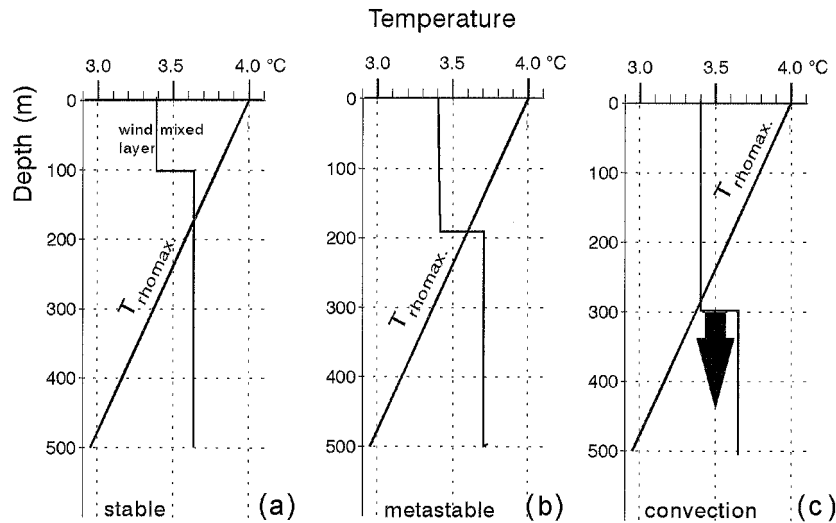 Temperature
3.0 3.5 4.0 °C
3.0 3.5 4.0 °C
3.0 3.5 4.0 °C
Depth (m)
0
100
200
300
400
500
wind mixed
layer
T rhomax.
stable
(a)
0
100
200
300
400
500
T rhomax.
metastable
(b)
0
100
200
300
400
500
T rhomax.
convection
(c)